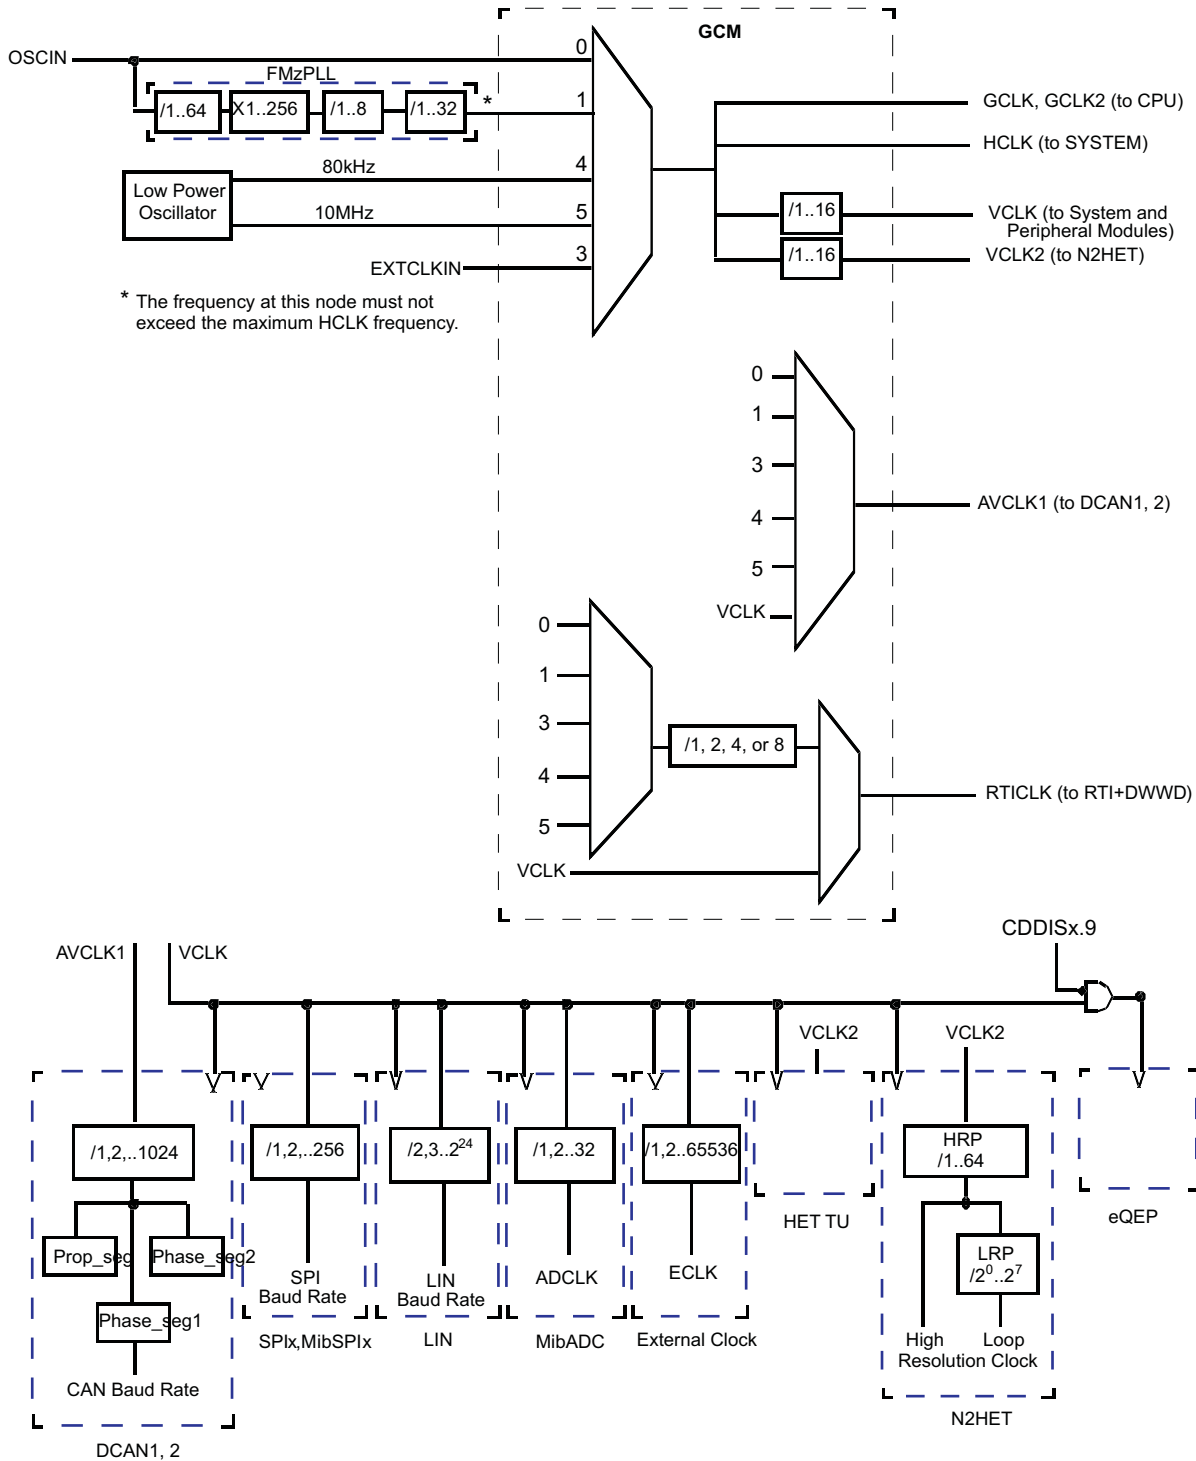 GCM
OSCIN
0
FMzPLL
/1..64
X1..256
/1..8
/1..32
*
1
GCLK, GCLK2 (to CPU)
HCLK (to SYSTEM)
80kHz
4
Low Power
Oscillator
10MHz
5
/1..16
VCLK (to System and
Peripheral Modules)
EXTCLKIN
3
/1..16
VCLK2 (to N2HET)
* The frequency at this node must not
exceed the maximum HCLK frequency.
0
1
3
4
5
VCLK
AVCLK1 (to DCAN1, 2)
0
1
3
4
5
/1, 2, 4, or 8
VCLK
RTICLK (to RTI+DWWD)
CDDISx.9
AVCLK1
VCLK
VCLK2
VCLK2
/1,2,..1024
/1,2,..256
/2,3..2²⁴
/1,2..32
/1,2..65536
HRP
/1..64
HET TU
eQEP
Prop_seg
Phase_seg2
Phase_seg1
CAN Baud Rate
DCAN1, 2
SPI
Baud Rate
SPIx,MibSPIx
LIN
Baud Rate
LIN
ADCLK
MibADC
ECLK
External Clock
LRP
/2⁰..2⁷
High
Loop
Resolution Clock
N2HET